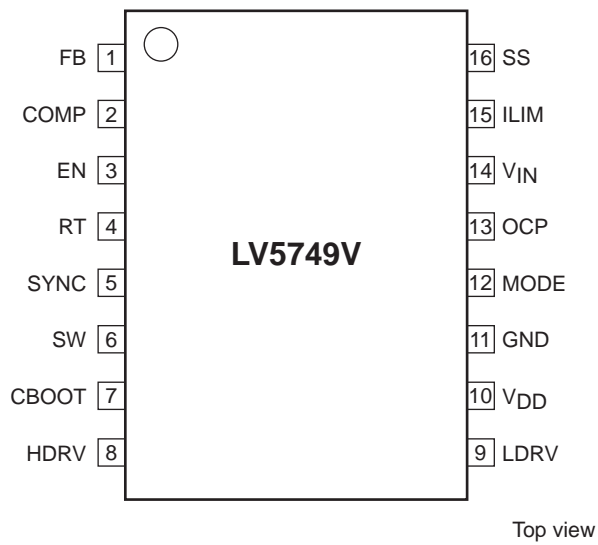 FB 1
COMP 2
EN 3
RT 4
SYNC 5
SW 6
CBOOT 7
HDRV 8
LV5749V
16 SS
15 ILIM
14 VIN
13 OCP
12 MODE
11 GND
10 VDD
9 LDRV
Top view